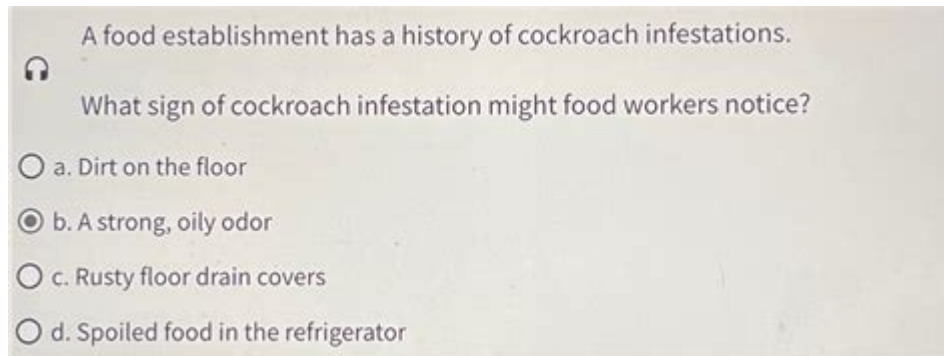 A food establishment has a history of cockroach infestations.
What sign of cockroach infestation might food workers notice?
a. Dirt on the floor
b. A strong, oily odor
c. Rusty floor drain covers
d. Spoiled food in the refrigerator